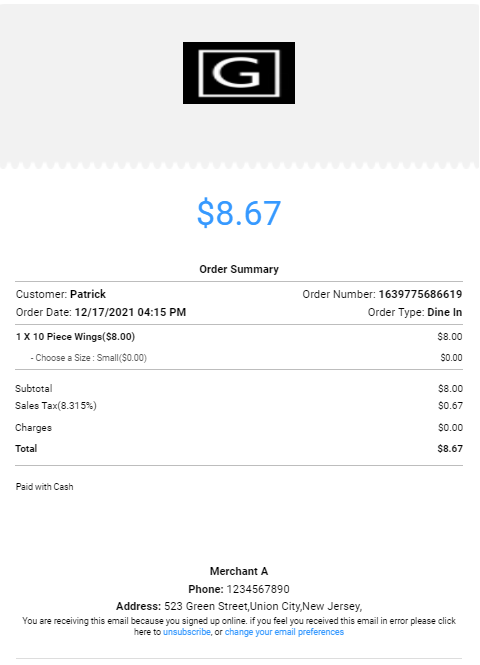 G
$8.67
Order Summary
Customer: Patrick Order Number: 1639775686619
Order Date: 12/17/2021 04:15 PM Order Type: Dine In
1 X 10 Piece Wings($8.00) $8.00
- Choose a Size : Small($0.00) $0.00
Subtotal $8.00
Sales Tax(8.315%) $0.67
Charges $0.00
Total $8.67
Paid with Cash
Merchant A
Phone: 1234567890
Address: 523 Green Street,Union City,New Jersey,
You are receiving this email because you signed up online. if you feel you received this email in error please click
here to unsubscribe, or change your email preferences